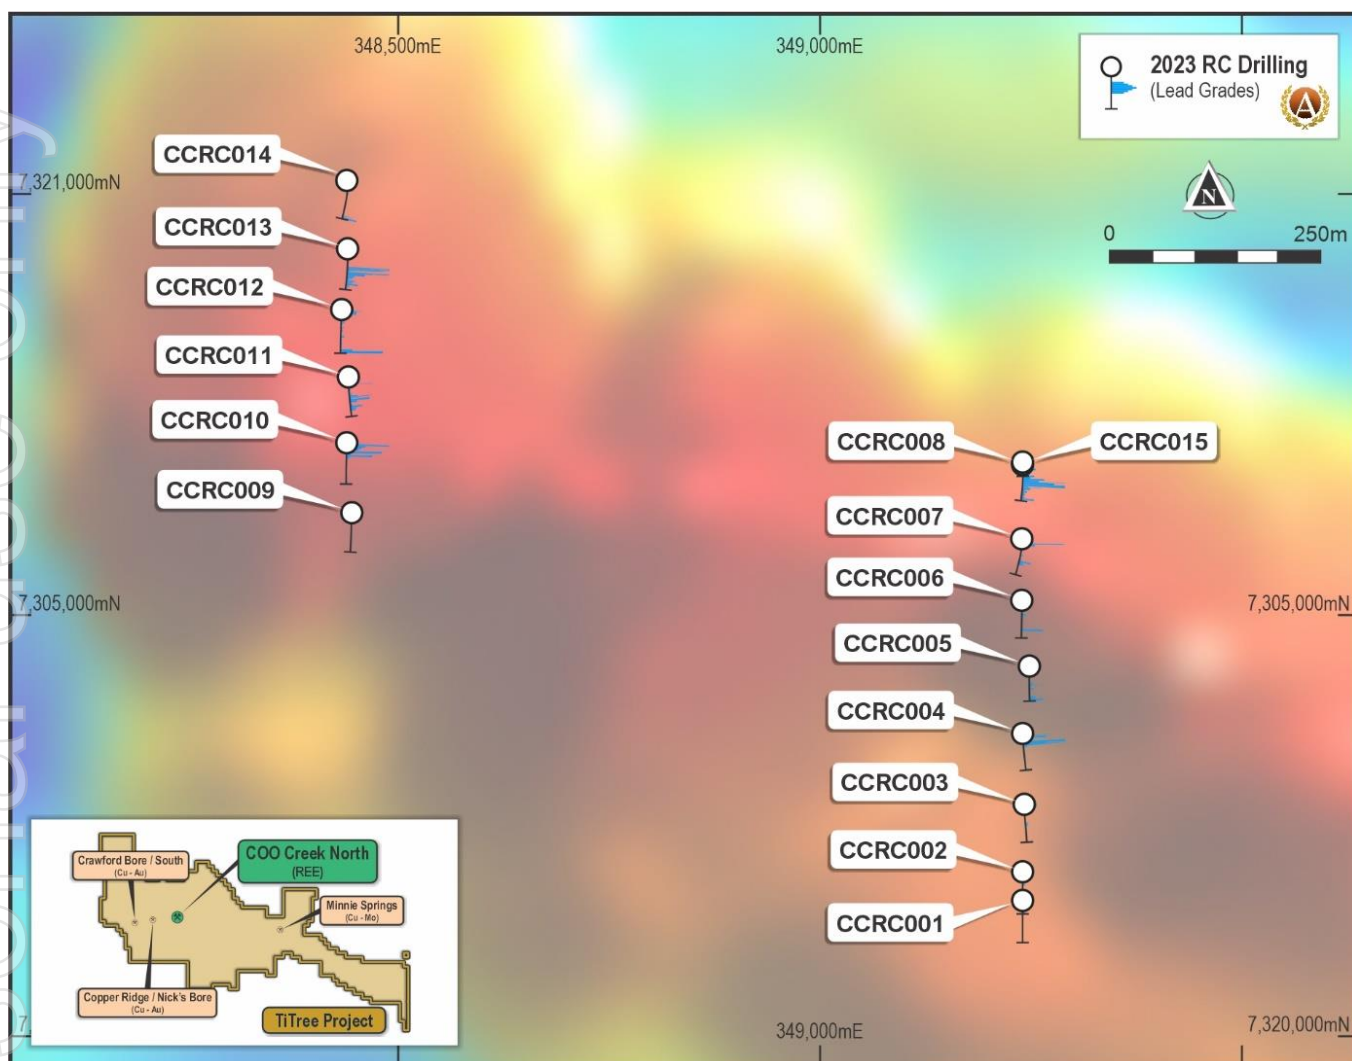 348,500mE
349,000mE
2023 RC Drilling
(Lead Grades)
A
CCRC014
7,321,000mN
N
CCRC013
0
250m
CCRC012
CCRC011
CCRC010
CCRC008
CCRC015
CCRC009
CCRC007
CCRC006
7,305,000mN
7,305,000mN
CCRC005
CCRC004
CCRC003
CCRC002
CCRC001
Crawford Bore / South
(Cu - Au)
COO Creek North
(REE)
Minnie Springs
(Cu - Mo)
Copper Ridge / Nick's Bore
(Cu - Au)
TiTree Project
349,000mE
7,320,000mN